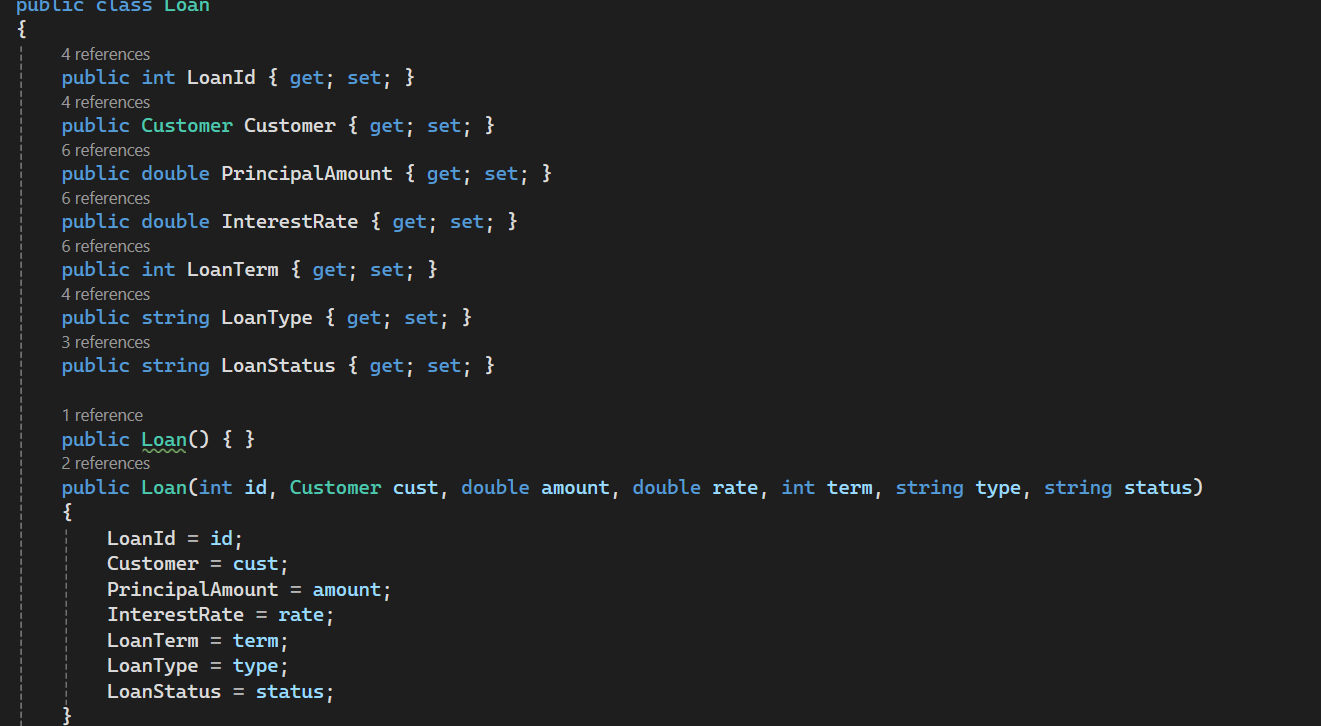 public class Loan
{
4 references
public int LoanId { get; set; }
4 references
public Customer Customer { get; set; }
6 references
public double PrincipalAmount { get; set; }
6 references
public double InterestRate { get; set; }
6 references
public int LoanTerm { get; set; }
4 references
public string LoanType { get; set; }
3 references
public string LoanStatus { get; set; }
1 reference
public Loan() { }
2 references
public Loan(int id, Customer cust, double amount, double rate, int term, string type, string status)
{
LoanId = id;
Customer = cust;
PrincipalAmount = amount;
InterestRate = rate;
LoanTerm = term;
LoanType = type;
LoanStatus = status;
}